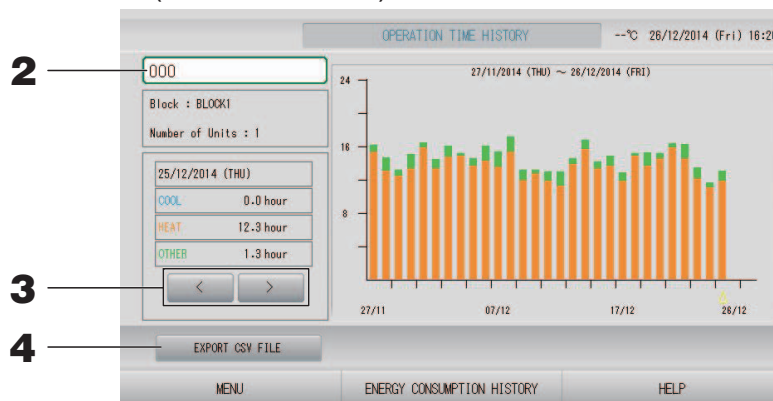 OPERATION TIME HISTORY
--℃ 26/12/2014 (Fri) 16:20
2
000
Block : BLOCK1
Number of Units : 1
25/12/2014 (THU)
COOL 0.0 hour
HEAT 12.3 hour
OTHER 1.3 hour
3
<
>
27/11/2014 (THU) ~ 26/12/2014 (FRI)
24
16
8
27/11
07/12
17/12
26/12
4
EXPORT CSV FILE
MENU
ENERGY CONSUMPTION HISTORY
HELP